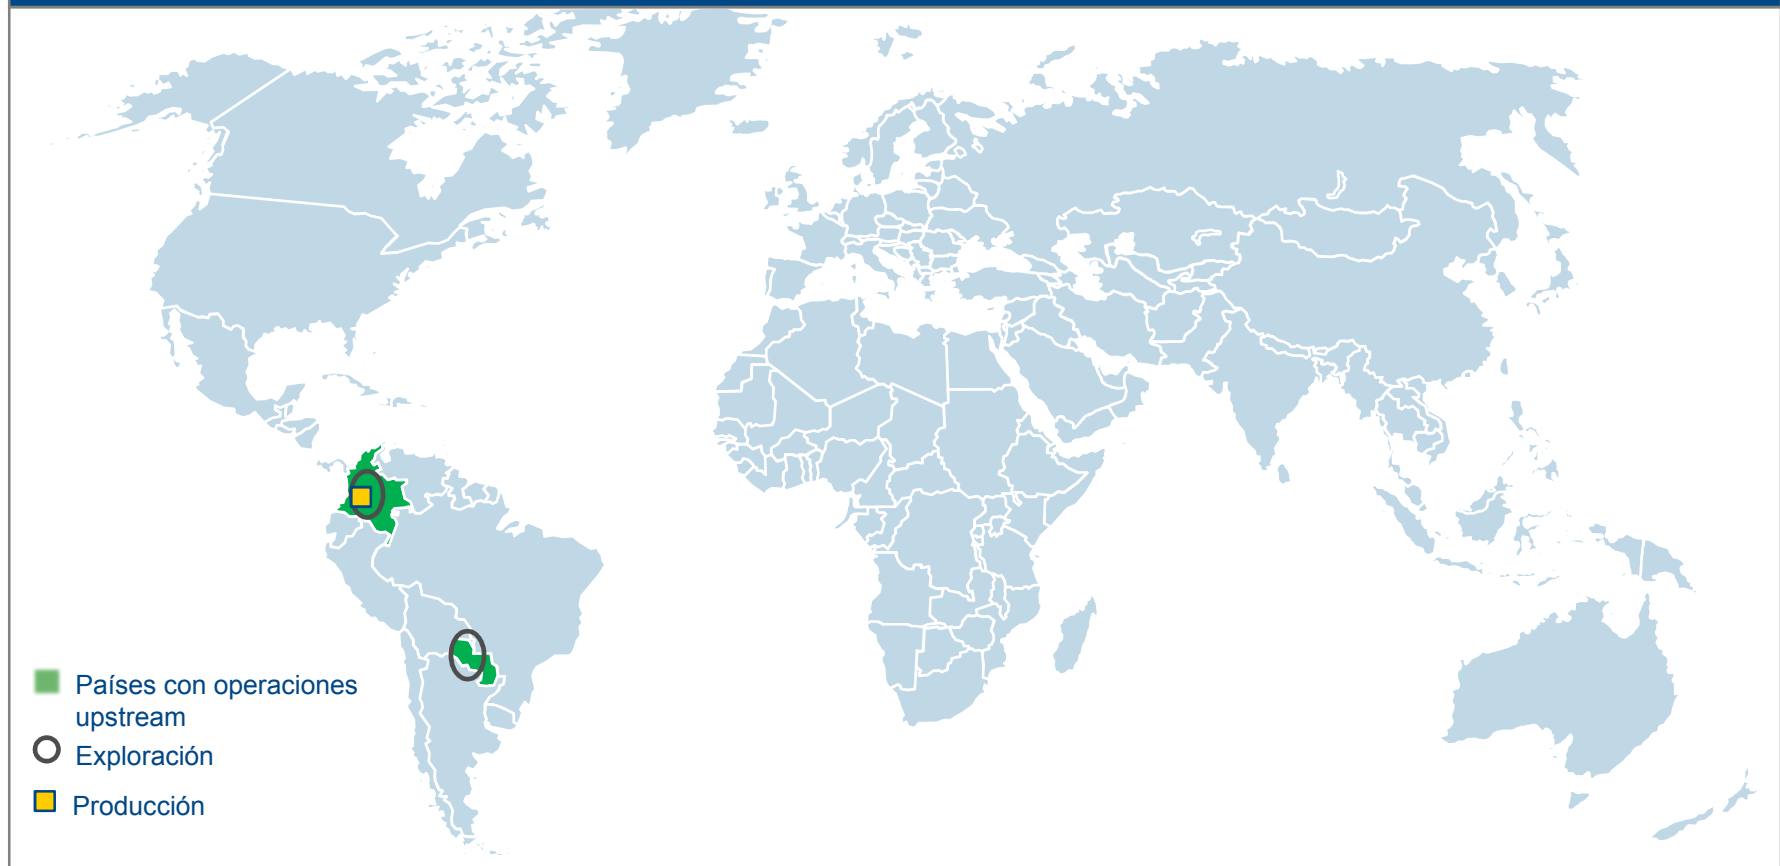 Países con operaciones
upstream
Exploración
Producción